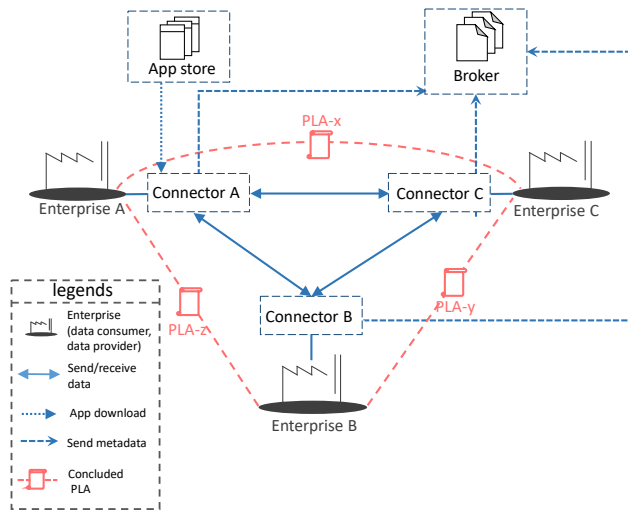 App store
Broker
PLA-x
Connector A
Connector C
Enterprise A
Enterprise C
legends
Enterprise
(data consumer,
data provider)
Send/receive
data
App download
Send metadata
Concluded
PLA
PLA-z
PLA-y
Connector B
Enterprise B